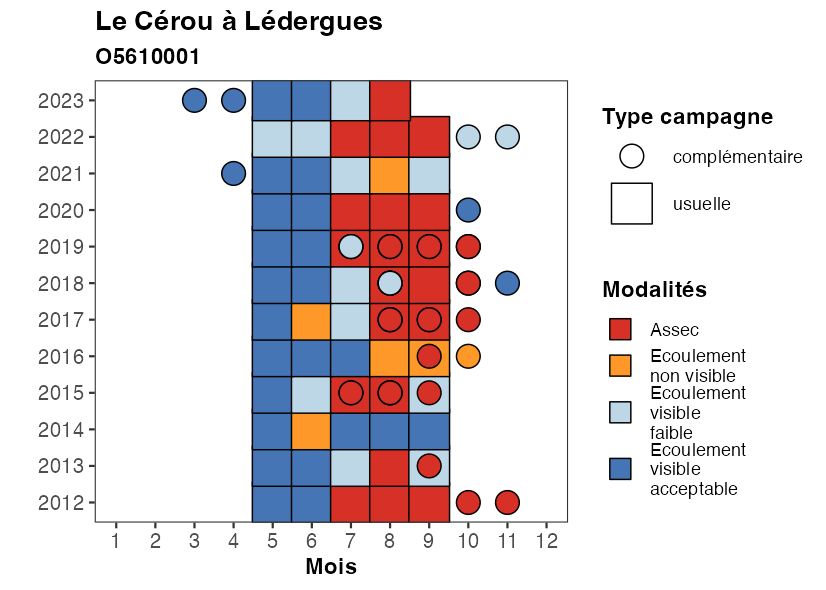 Le Cérou à Lédergues
O5610001
2023
2022
2021
2020
2019
2018
2017
2016
2015
2014
2013
2012
1 2 3 4 5 6 7 8 9 10 11 12
Mois
Type campagne
complémentaire
usuelle
Modalités
Assec
Ecoulement
non visible
Ecoulement
visible
faible
Ecoulement
visible
acceptable